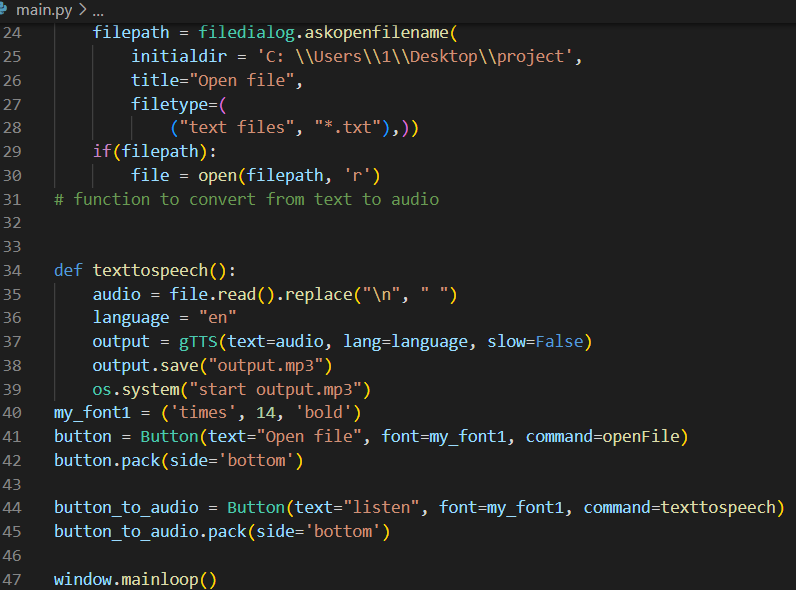 main.py > ...
24 filepath = filedialog.askopenfilename(
25 initialdir = 'C: \\Users\\1\\Desktop\\project',
26 title="Open file",
27 filetype=(
28 ("text files", "*.txt"),))
29 if(filepath):
30 file = open(filepath, 'r')
31 # function to convert from text to audio
32
33
34 def texttospeech():
35 audio = file.read().replace("\n", " ")
36 language = "en"
37 output = gTTS(text=audio, lang=language, slow=False)
38 output.save("output.mp3")
39 os.system("start output.mp3")
40 my_font1 = ('times', 14, 'bold')
41 button = Button(text="Open file", font=my_font1, command=openFile)
42 button.pack(side='bottom')
43
44 button_to_audio = Button(text="listen", font=my_font1, command=texttospeech)
45 button_to_audio.pack(side='bottom')
46
47 window.mainloop()